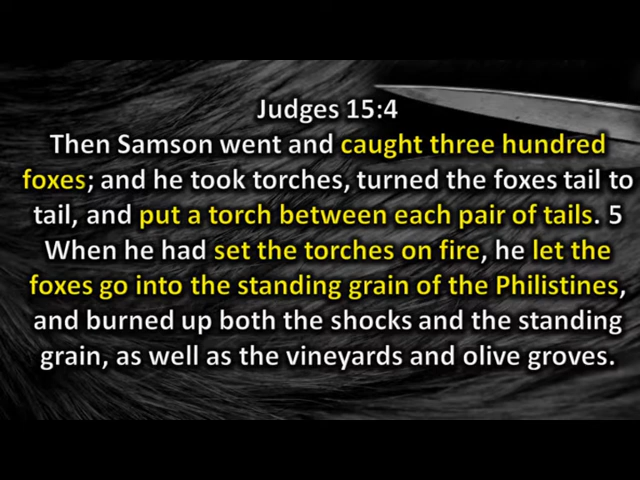 Judges 15:4
Then Samson went and caught three hundred
foxes; and he took torches, turned the foxes tail to
tail, and put a torch between each pair of tails. 5
When he had set the torches on fire, he let the
foxes go into the standing grain of the Philistines,
and burned up both the shocks and the standing
grain, as well as the vineyards and olive groves.